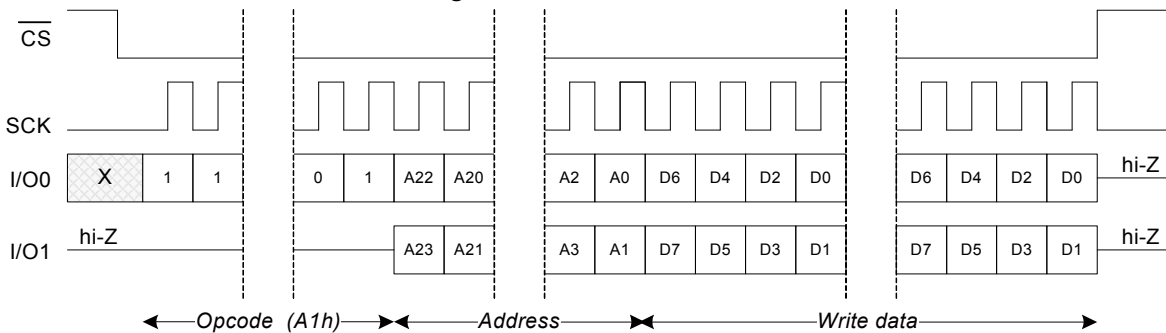 CS
SCK
I/O0 X 1 1 0 1 A22 A20 A2 A0 D6 D4 D2 D0 D6 D4 D2 D0 hi-Z
I/O1 hi-Z A23 A21 A3 A1 D7 D5 D3 D1 D7 D5 D3 D1 hi-Z
Opcode (A1h) Address Write data